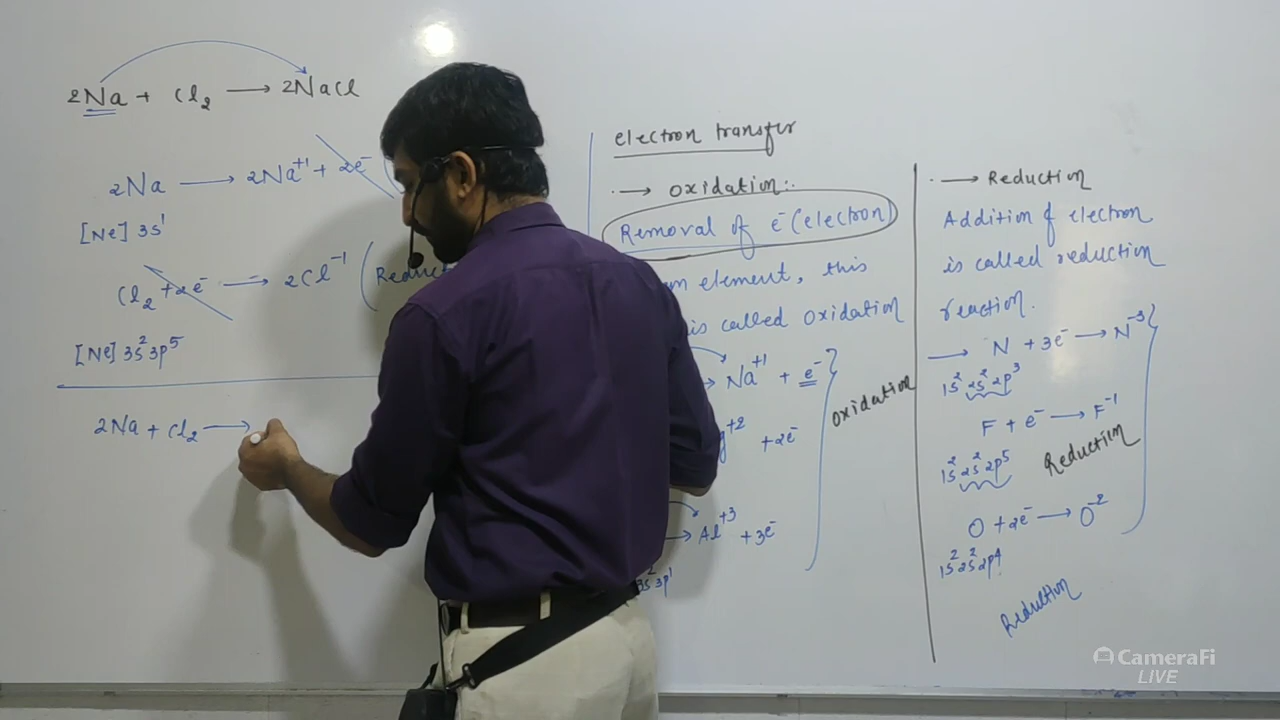 2Na + Cl₂ ⟶ 2NaCl
2Na ⟶ 2Na⁺¹ + 2e⁻
[Ne] 3s¹
Cl₂ + 2e⁻ ⟶ 2Cl⁻¹ (Reduct
[Ne] 3s² 3p⁵
2Na + Cl₂ ⟶
electron transfer
⟶ oxidation:
Removal of e⁻ (electron)
element, this
is called oxidation
Na⁺¹ + e⁻
⁺² + 2e⁻
⟶ Al⁺³ + 3e⁻
3s² 3p¹
oxidation
⟶ Reduction
Addition of electron
is called reduction
reaction.
⟶ N + 3e⁻ ⟶ N⁻³
1s² 2s² 2p³
F + e⁻ ⟶ F⁻¹
1s² 2s² 2p⁵
Reduction
O + 2e⁻ ⟶ O⁻²
1s² 2s² 2p⁴
Reduction
CameraFi
LIVE